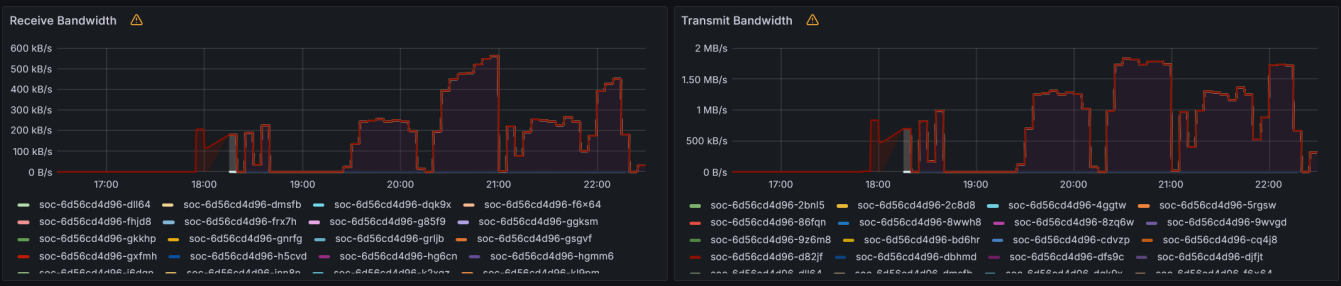 Receive Bandwidth
600 kB/s
500 kB/s
400 kB/s
300 kB/s
200 kB/s
100 kB/s
0 B/s
17:00 18:00 19:00 20:00 21:00 22:00
soc-6d56cd4d96-dll64 soc-6d56cd4d96-dmsfb soc-6d56cd4d96-dqk9x soc-6d56cd4d96-f6x64
soc-6d56cd4d96-fhjd8 soc-6d56cd4d96-frx7h soc-6d56cd4d96-g85f9 soc-6d56cd4d96-ggksm
soc-6d56cd4d96-gkkhp soc-6d56cd4d96-gnrfg soc-6d56cd4d96-grljb soc-6d56cd4d96-gsgvf
soc-6d56cd4d96-gxfmh soc-6d56cd4d96-h5cvd soc-6d56cd4d96-hg6cn soc-6d56cd4d96-hgmm6
Transmit Bandwidth
2 MB/s
1.50 MB/s
1 MB/s
500 kB/s
0 B/s
17:00 18:00 19:00 20:00 21:00 22:00
soc-6d56cd4d96-2bnl5 soc-6d56cd4d96-2c8d8 soc-6d56cd4d96-4ggtw soc-6d56cd4d96-5rgsw
soc-6d56cd4d96-86fqn soc-6d56cd4d96-8wwh8 soc-6d56cd4d96-8zq6w soc-6d56cd4d96-9wvgd
soc-6d56cd4d96-9z6m8 soc-6d56cd4d96-bd6hr soc-6d56cd4d96-cdvzp soc-6d56cd4d96-cq4j8
soc-6d56cd4d96-d82jf soc-6d56cd4d96-dbhmd soc-6d56cd4d96-dfs9c soc-6d56cd4d96-djfjt